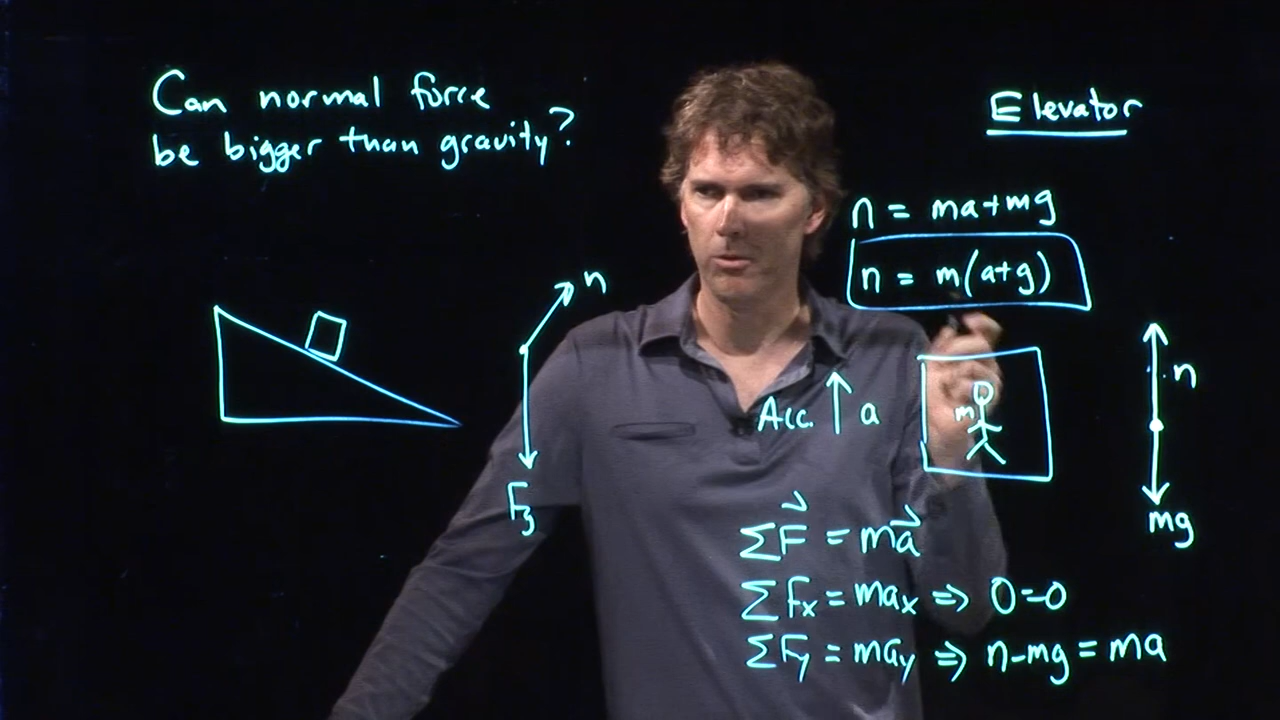 Can normal force
be bigger than gravity?
Elevator
n = ma+mg
n = m(a+g)
n
Fg
Acc. ↑ a
m
n
mg
ΣF⃗ = ma⃗
ΣFx = max ⇒ 0=0
ΣFy = may ⇒ n-mg = ma